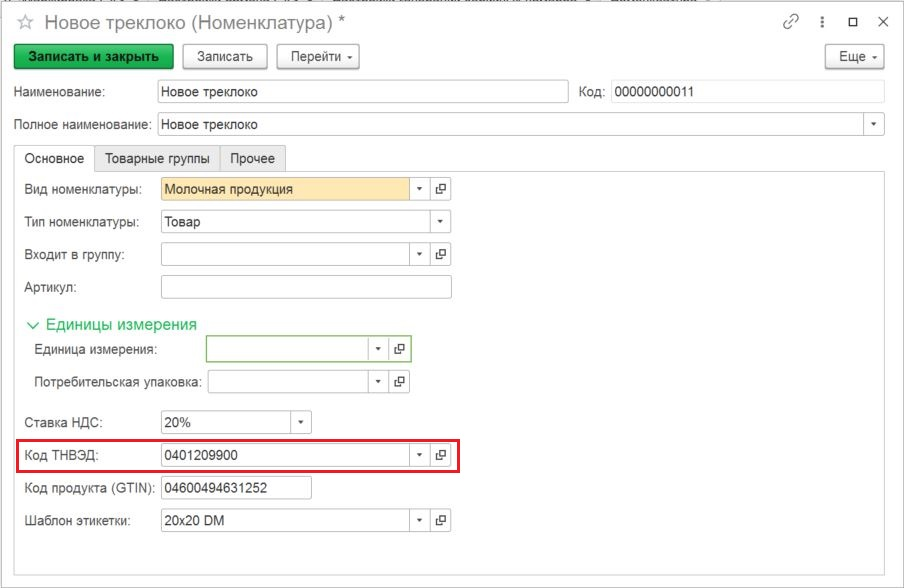 Новое треклоко (Номенклатура) *
Записать и закрыть Записать Перейти Еще
Наименование: Новое треклоко Код: 00000000011
Полное наименование: Новое треклоко
Основное Товарные группы Прочее
Вид номенклатуры: Молочная продукция
Тип номенклатуры: Товар
Входит в группу:
Артикул:
Единицы измерения
Единица измерения:
Потребительская упаковка:
Ставка НДС: 20%
Код ТНВЭД: 0401209900
Код продукта (GTIN): 04600494631252
Шаблон этикетки: 20x20 DM